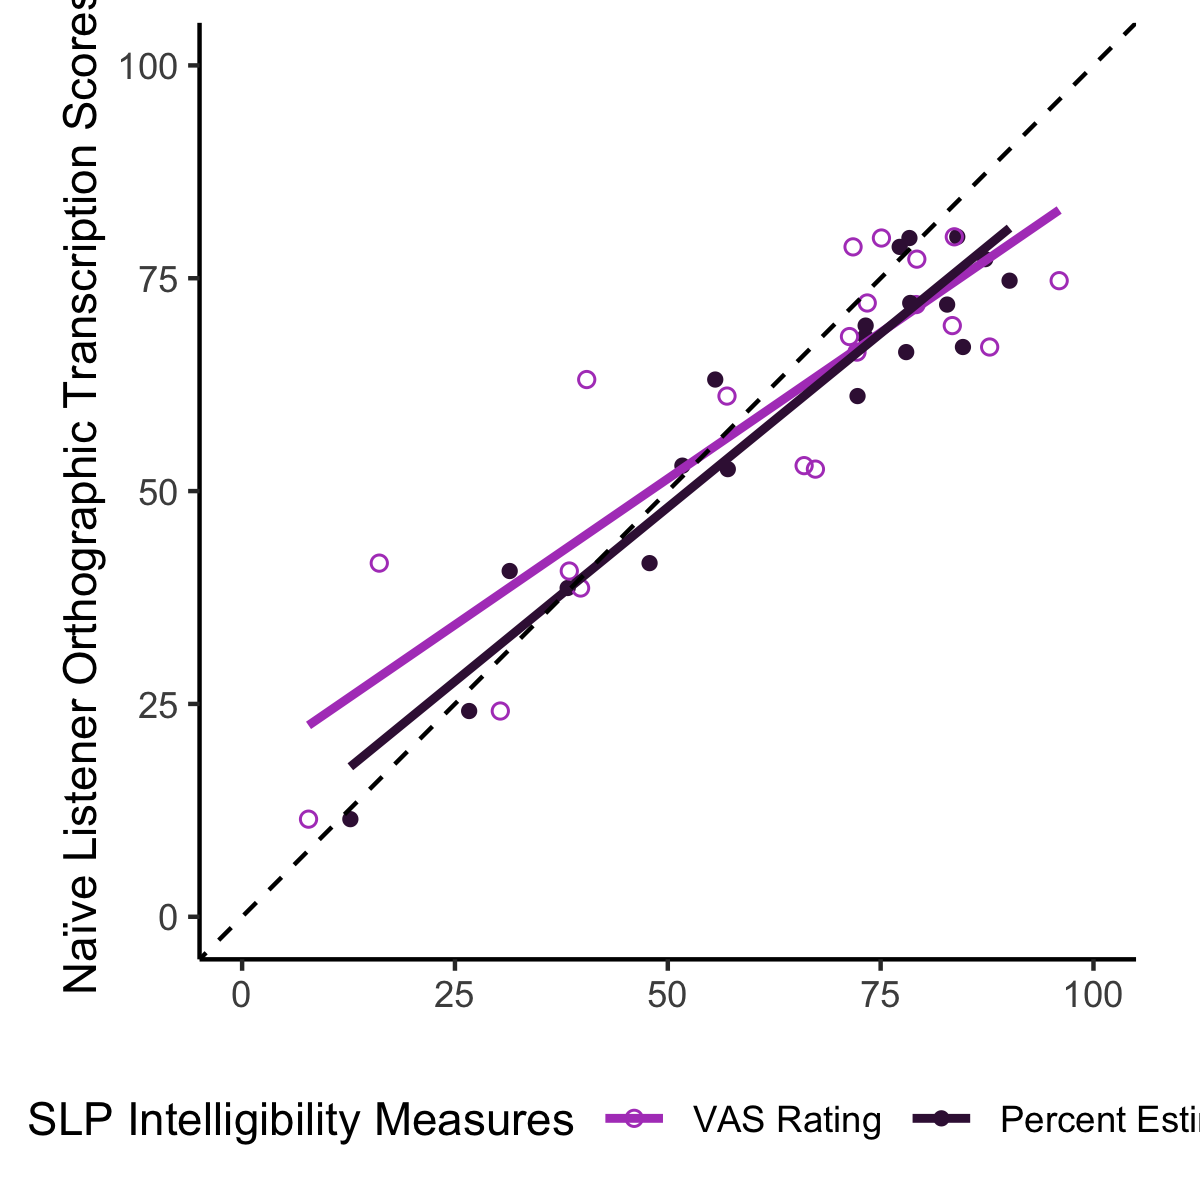 Naïve Listener Orthographic Transcription Scores
100
75
50
25
0
0 25 50 75 100
SLP Intelligibility Measures VAS Rating Percent